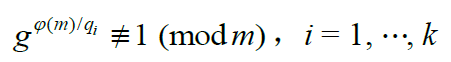 g^{φ(m)/q_i} ≢ 1 (mod m)， i = 1, ⋯, k